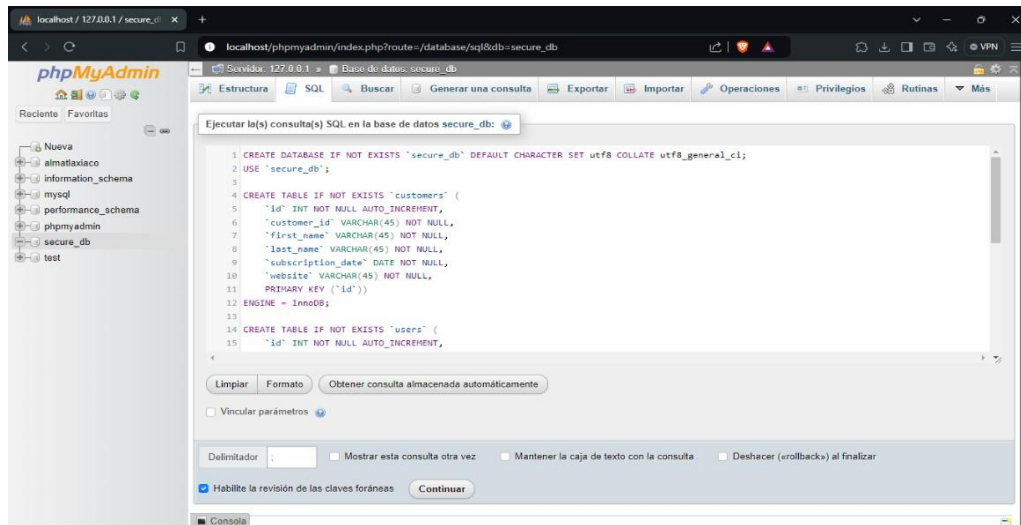 localhost / 127.0.0.1 / secure_d
localhost/phpmyadmin/index.php?route=/database/sql&db=secure_db
VPN
phpMyAdmin
Reciente Favoritas
Nueva
almatlaxiaco
information_schema
mysql
performance_schema
phpmyadmin
secure_db
test
Servidor: 127.0.0.1 » Base de datos: secure_db
Estructura SQL Buscar Generar una consulta Exportar Importar Operaciones Privilegios Rutinas Más
Ejecutar la(s) consulta(s) SQL en la base de datos secure_db:
1 CREATE DATABASE IF NOT EXISTS `secure_db` DEFAULT CHARACTER SET utf8 COLLATE utf8_general_ci;
2 USE `secure_db`;
3
4 CREATE TABLE IF NOT EXISTS `customers` (
5 `id` INT NOT NULL AUTO_INCREMENT,
6 `customer_id` VARCHAR(45) NOT NULL,
7 `first_name` VARCHAR(45) NOT NULL,
8 `last_name` VARCHAR(45) NOT NULL,
9 `subscription_date` DATE NOT NULL,
10 `website` VARCHAR(45) NOT NULL,
11 PRIMARY KEY (`id`))
12 ENGINE = InnoDB;
13
14 CREATE TABLE IF NOT EXISTS `users` (
15 `id` INT NOT NULL AUTO_INCREMENT,
Limpiar Formato Obtener consulta almacenada automáticamente
Vincular parámetros
Delimitador ; Mostrar esta consulta otra vez Mantener la caja de texto con la consulta Deshacer («rollback») al finalizar
Habilite la revisión de las claves foráneas Continuar
Consola